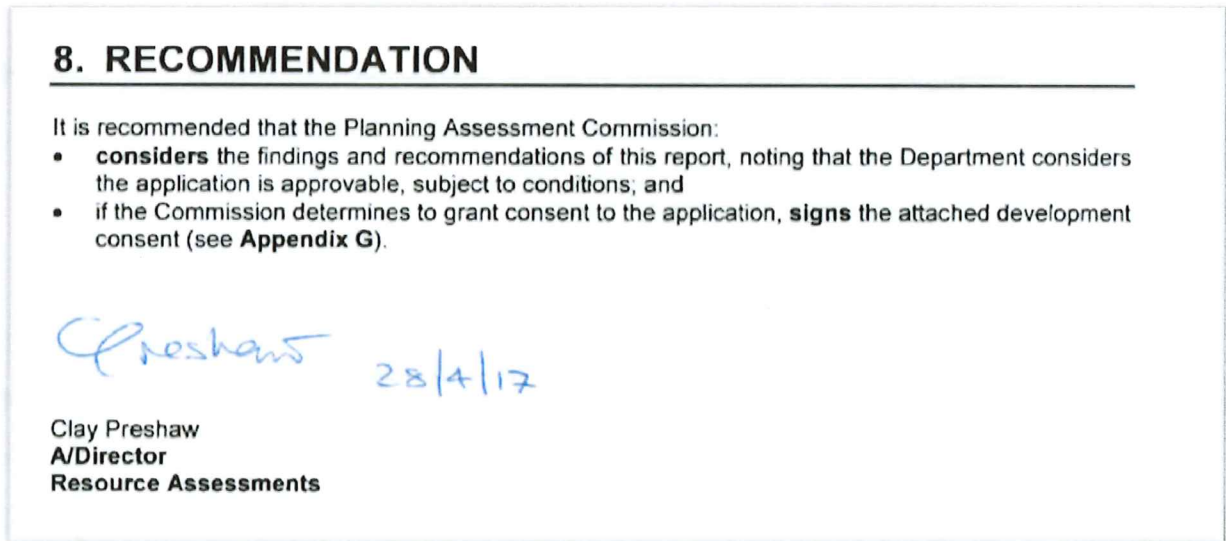 8. RECOMMENDATION
It is recommended that the Planning Assessment Commission:
• considers the findings and recommendations of this report, noting that the Department considers
the application is approvable, subject to conditions; and
• if the Commission determines to grant consent to the application, signs the attached development
consent (see Appendix G).
CPreshaw 28/4/17
Clay Preshaw
A/Director
Resource Assessments